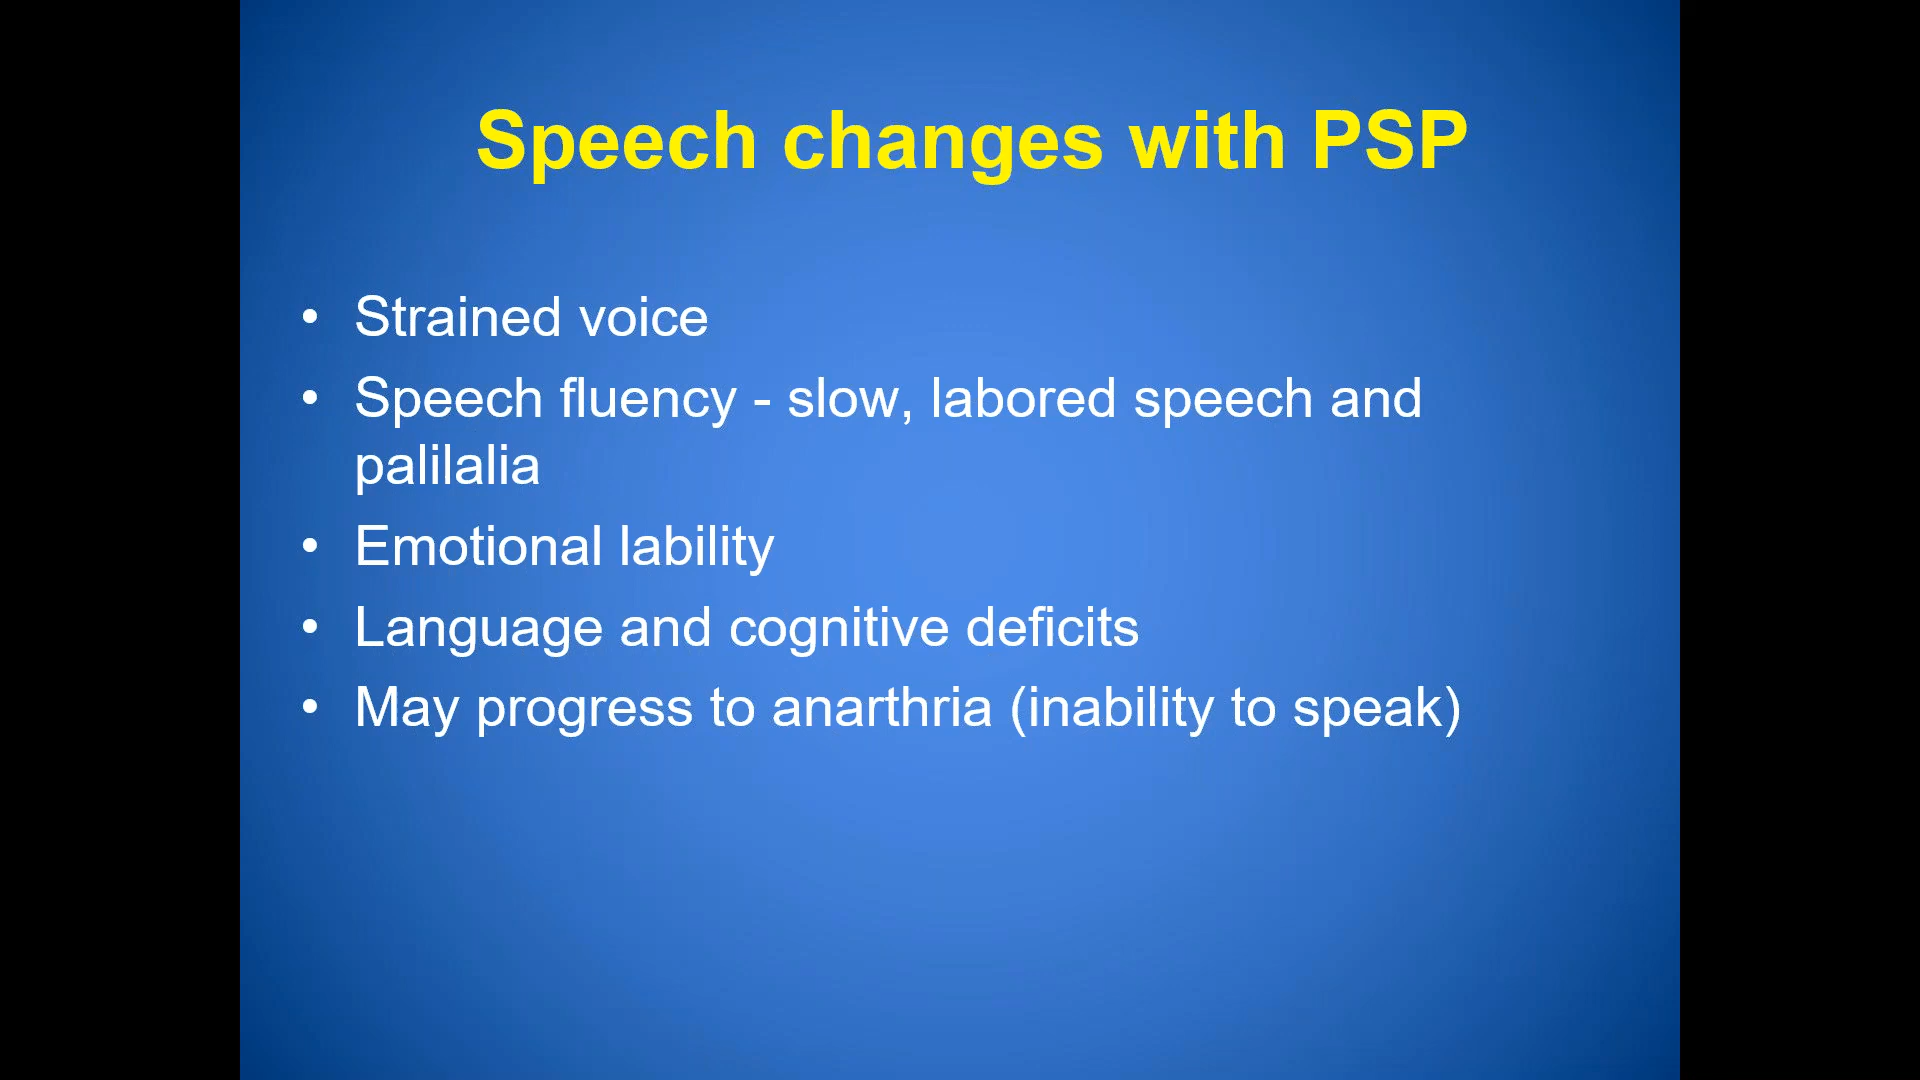 Speech changes with PSP
• Strained voice
• Speech fluency - slow, labored speech and
palilalia
• Emotional lability
• Language and cognitive deficits
• May progress to anarthria (inability to speak)